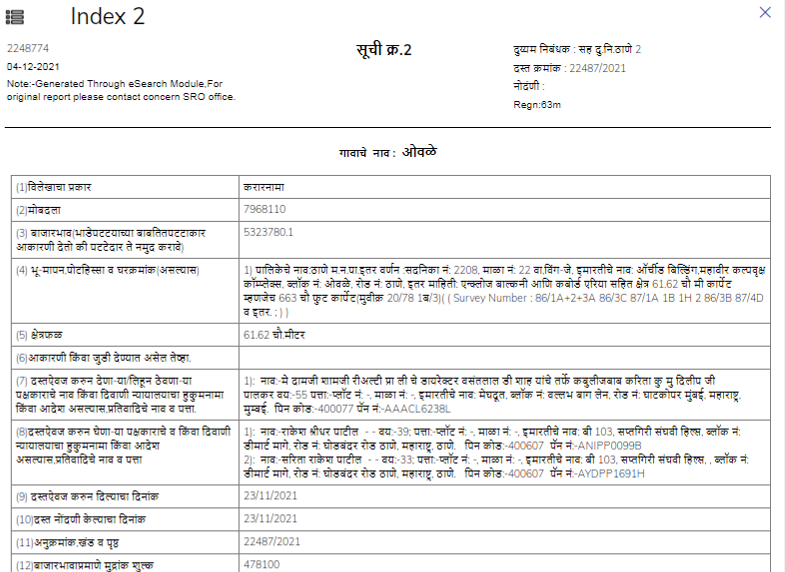 Index 2
2248774
04-12-2021
Note:-Generated Through eSearch Module,For
original report please contact concern SRO office.
सूची क्र.2
दुय्यम निबंधक : सह दु.नि.ठाणे 2
दस्त क्रमांक : 22487/2021
नोदंणी :
Regn:63m
गावाचे नाव : ओवळे
(1)विलेखाचा प्रकार
करारनामा
(2)मोबदला
7968110
(3) बाजारभाव(भाडेपटटयाच्या बाबतितपटटाकार
आकारणी देतो की पटटेदार ते नमुद करावे)
5323780.1
(4) भू-मापन,पोटहिस्सा व घरक्रमांक(असल्यास)
1) पालिकेचे नाव:ठाणे म.न.पा.इतर वर्णन :सदनिका नं: 2208, माळा नं: 22 वा,विंग-जे, इमारतीचे नाव: ऑर्चीड बिल्डिंग,महावीर कल्पवृक्ष
कॉम्प्लेक्स, ब्लॉक नं: ओवळे, रोड नं: ठाणे, इतर माहिती: एन्क्लोज बाल्कनी आणि कबोर्ड एरिया सहित क्षेत्र 61.62 चौ मी कार्पेट
म्हणजेच 663 चौ फुट कार्पेट(मुवीक्र 20/78 1ब/3)( ( Survey Number : 86/1A+2+3A 86/3C 87/1A 1B 1H 2 86/3B 87/4D
व इतर. ; ) )
(5) क्षेत्रफळ
61.62 चौ.मीटर
(6)आकारणी किंवा जुडी देण्यात असेल तेव्हा.
(7) दस्तऐवज करुन देणा-या/लिहून ठेवणा-या
पक्षकाराचे नाव किंवा दिवाणी न्यायालयाचा हुकुमनामा
किंवा आदेश असल्यास,प्रतिवादिचे नाव व पत्ता.
1): नाव:-मे दामजी शामजी रीअल्टी प्रा ली चे डायरेक्टर वसंतलाल डी शाह यांचे तर्फे कबुलीजबाब करिता कु मु दिलीप जी
पालकर वय:-55 पत्ता:-प्लॉट नं: -, माळा नं: -, इमारतीचे नाव: मेघदूत, ब्लॉक नं: वल्लभ बाग लेन, रोड नं: घाटकोपर मुंबई, महाराष्ट्र,
मुम्बई. पिन कोड:-400077 पॅन नं:-AAACL6238L
(8)दस्तऐवज करुन घेणा-या पक्षकाराचे व किंवा दिवाणी
न्यायालयाचा हुकुमनामा किंवा आदेश
असल्यास,प्रतिवादिचे नाव व पत्ता
1): नाव:-राकेश श्रीधर पाटील - - वय:-39; पत्ता:-प्लॉट नं: -, माळा नं: -, इमारतीचे नाव: बी 103, सप्तगिरी संघवी हिल्स, ब्लॉक नं:
डीमार्ट मागे, रोड नं: घोडबंदर रोड ठाणे, महाराष्ट्र, ठाणे. पिन कोड:-400607 पॅन नं:-ANIPP0099B
2): नाव:-सरिता राकेश पाटील - - वय:-33; पत्ता:-प्लॉट नं: -, माळा नं: -, इमारतीचे नाव: बी 103, सप्तगिरी संघवी हिल्स, , ब्लॉक नं:
डीमार्ट मागे, रोड नं: घोडबंदर रोड ठाणे, महाराष्ट्र, ठाणे. पिन कोड:-400607 पॅन नं:-AYDPP1691H
(9) दस्तऐवज करुन दिल्याचा दिनांक
23/11/2021
(10)दस्त नोंदणी केल्याचा दिनांक
23/11/2021
(11)अनुक्रमांक,खंड व पृष्ठ
22487/2021
(12)बाजारभावाप्रमाणे मुद्रांक शुल्क
478100